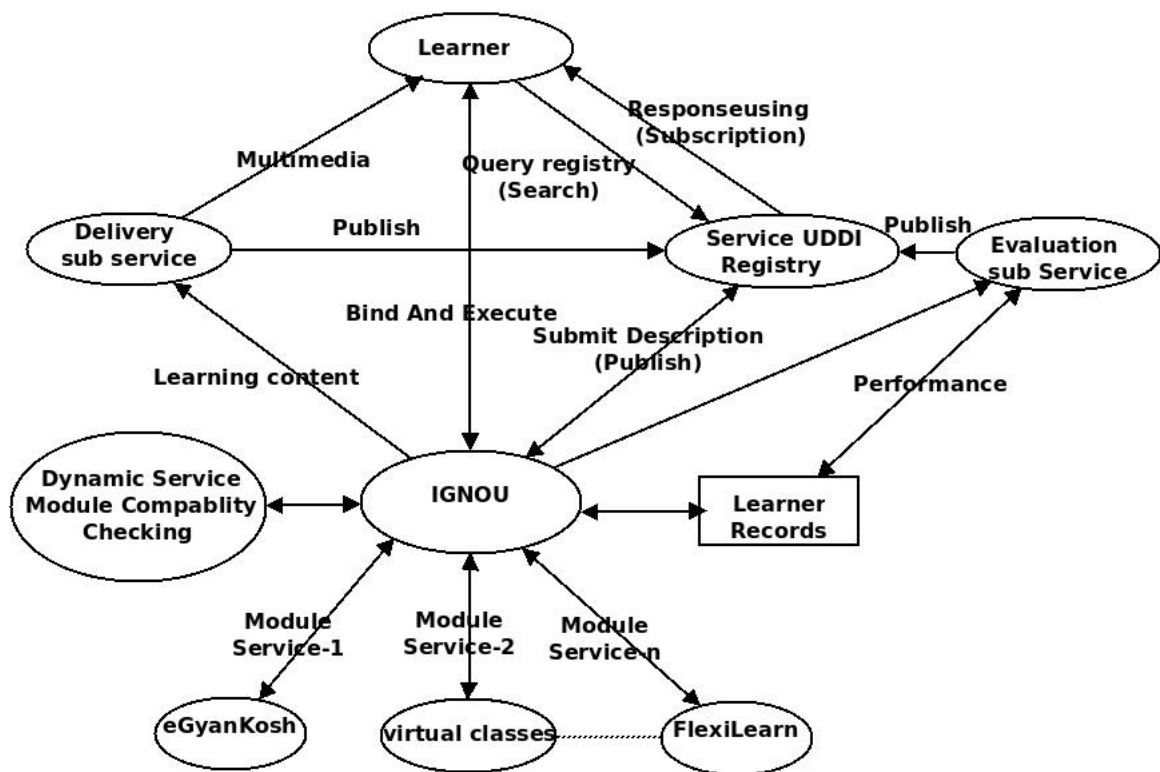 Learner
Responseusing
(Subscription)
Multimedia
Query registry
(Search)
Delivery
sub service
Publish
Service UDDI
Registry
Publish
Evaluation
sub Service
Bind And Execute
Submit Description
(Publish)
Learning content
Performance
Dynamic Service
Module Compablity
Checking
IGNOU
Learner
Records
Module
Service-1
Module
Service-2
Module
Service-n
eGyanKosh
virtual classes
FlexiLearn